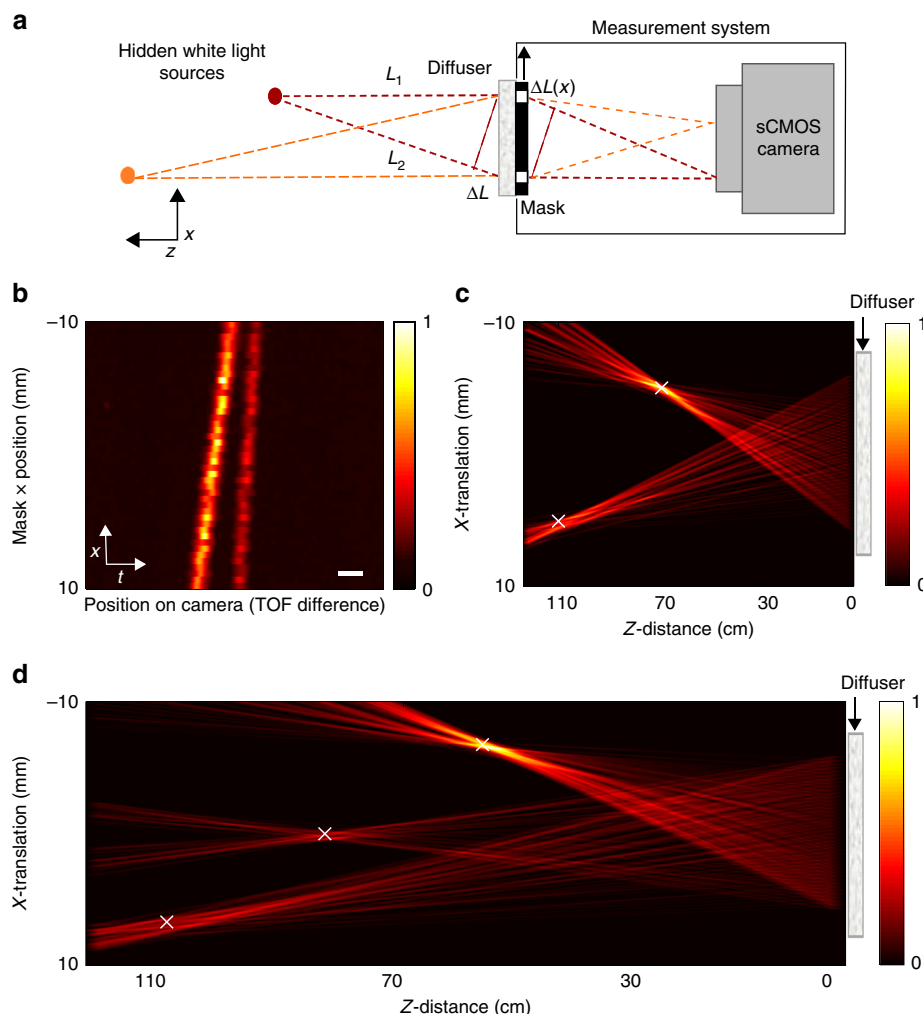 a
Measurement system
Hidden white light
sources
Diffuser
L1
ΔL(x)
sCMOS
camera
L2
ΔL
Mask
x
z
b
−10
1
Mask × position (mm)
x
t
10
0
Position on camera (TOF difference)
c
Diffuser
−10
1
X-translation (mm)
10
0
110
70
30
0
Z-distance (cm)
d
Diffuser
-10
1
X-translation (mm)
10
0
110
70
30
0
Z-distance (cm)